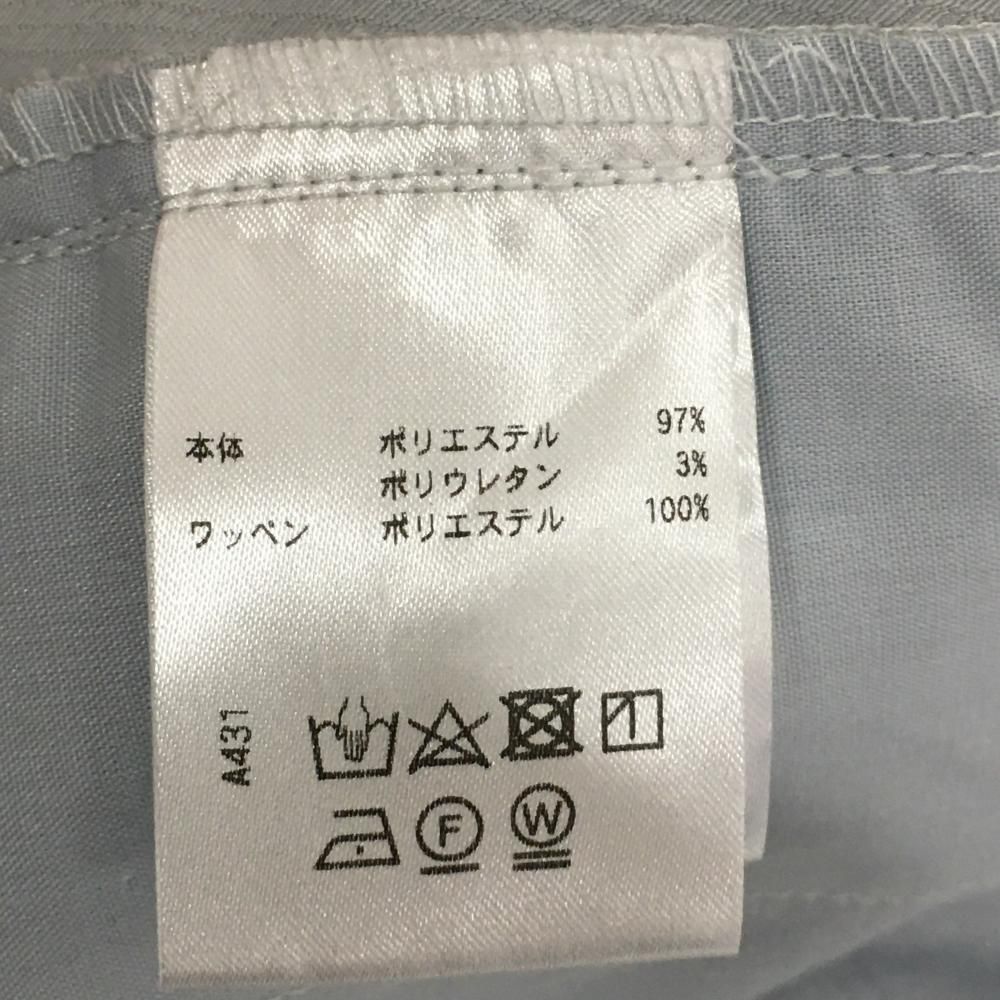 本体 ポリエステル 97%
ポリウレタン 3%
ワッペン ポリエステル 100%
A431
F W